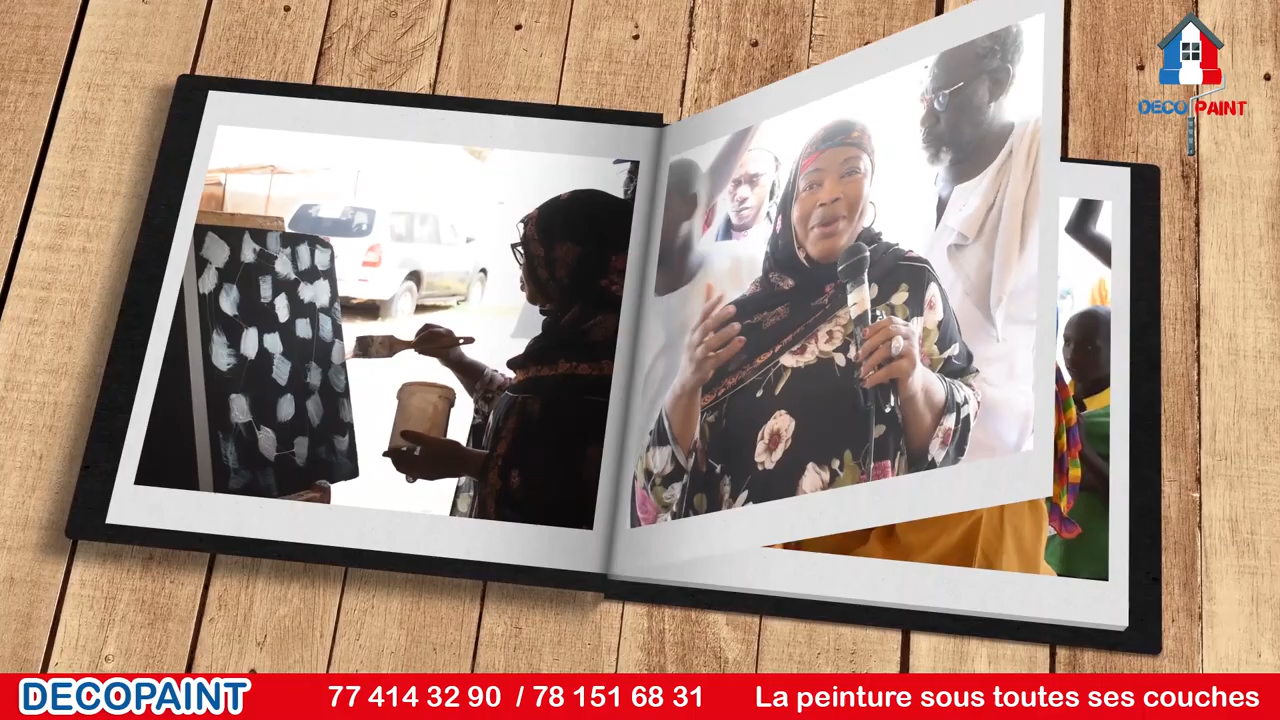 DECO PAINT
DECOPAINT
77 414 32 90 / 78 151 68 31
La peinture sous toutes ses couches